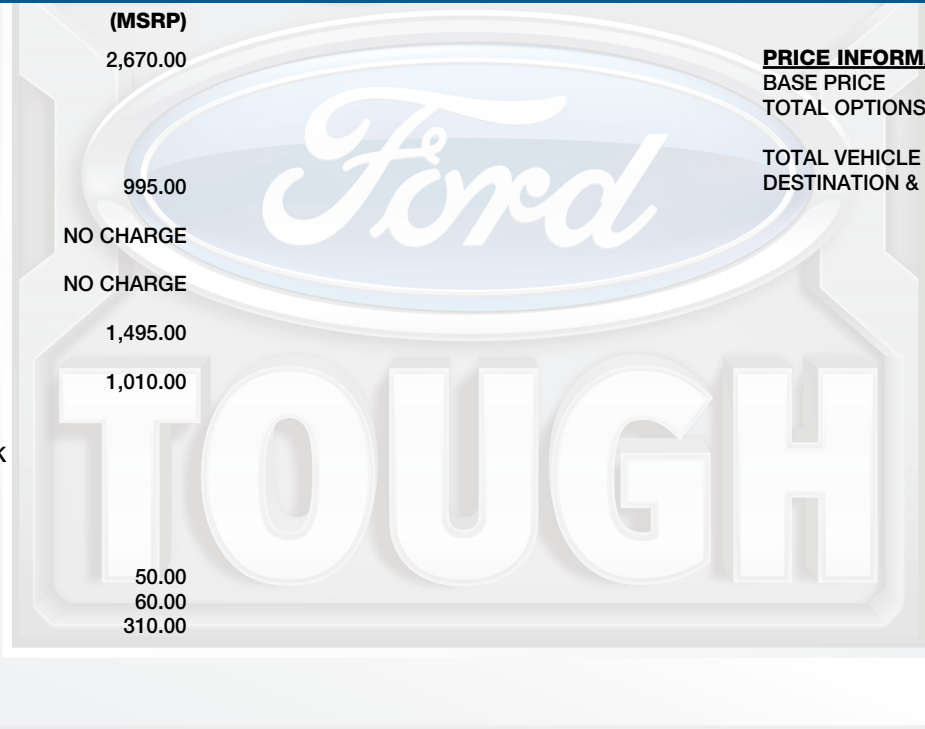 (MSRP)
2,670.00
995.00
NO CHARGE
NO CHARGE
1,495.00
1,010.00
K
50.00
60.00
310.00
PRICE INFORMA
BASE PRICE
TOTAL OPTIONS
TOTAL VEHICLE
DESTINATION &
Ford
TOUGH